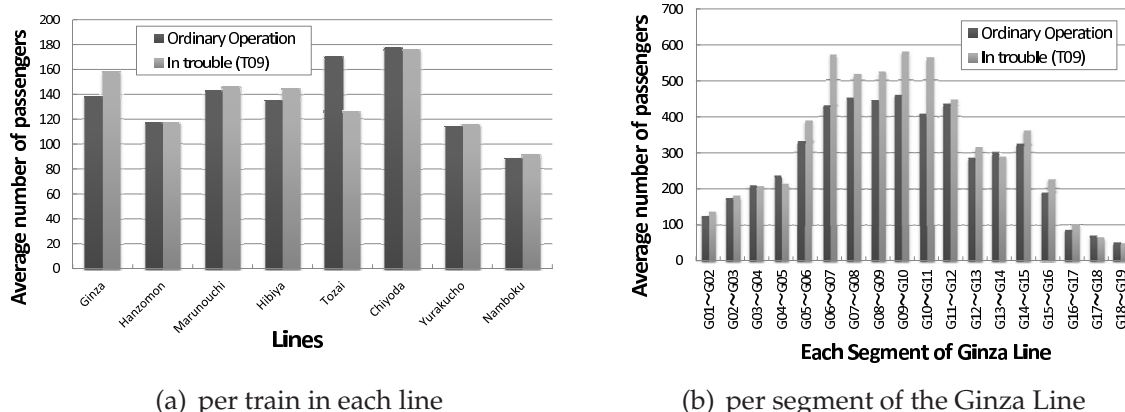 Average number of passengers
200
180
160
140
120
100
80
60
40
20
0
Ordinary Operation
In trouble (T09)
Ginza
Hanzomon
Marunouchi
Hibiya
Tozai
Chiyoda
Yurakucho
Namboku
Lines
(a) per train in each line
Average number of passengers
700
600
500
400
300
200
100
0
Ordinary Operation
In trouble (T09)
G01~G02
G02~G03
G03~G04
G04~G05
G05~G06
G06~G07
G07~G08
G08~G09
G09~G10
G10~G11
G11~G12
G12~G13
G13~G14
G14~G15
G15~G16
G16~G17
G17~G18
G18~G19
Each Segment of Ginza Line
(b) per segment of the Ginza Line